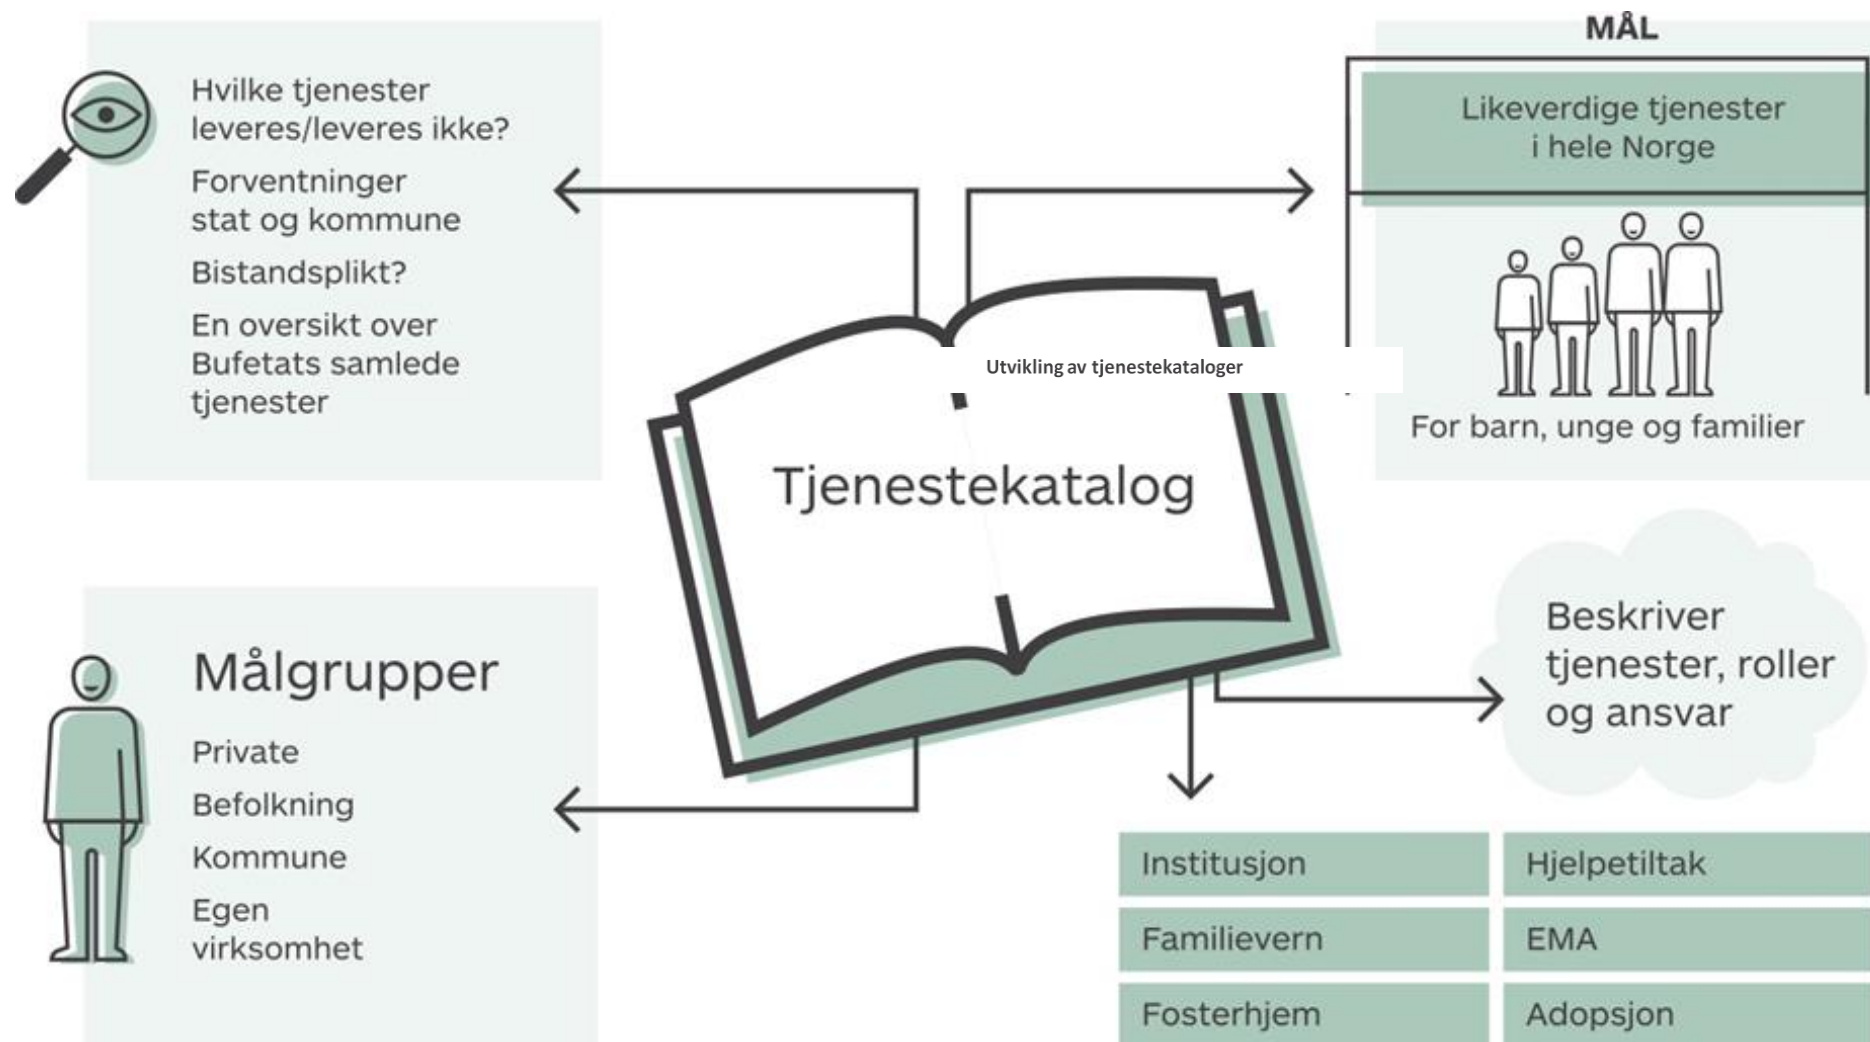 Hvilke tjenester
leveres/leveres ikke?
Forventninger
stat og kommune
Bistandsplikt?
En oversikt over
Bufetats samlede
tjenester
MÅL
Likeverdige tjenester
i hele Norge
For barn, unge og familier
Utvikling av tjenestekataloger
Tjenestekatalog
Målgrupper
Private
Befolkning
Kommune
Egen
virksomhet
Beskriver
tjenester, roller
og ansvar
Institusjon
Hjelpetiltak
Familievern
EMA
Fosterhjem
Adopsjon